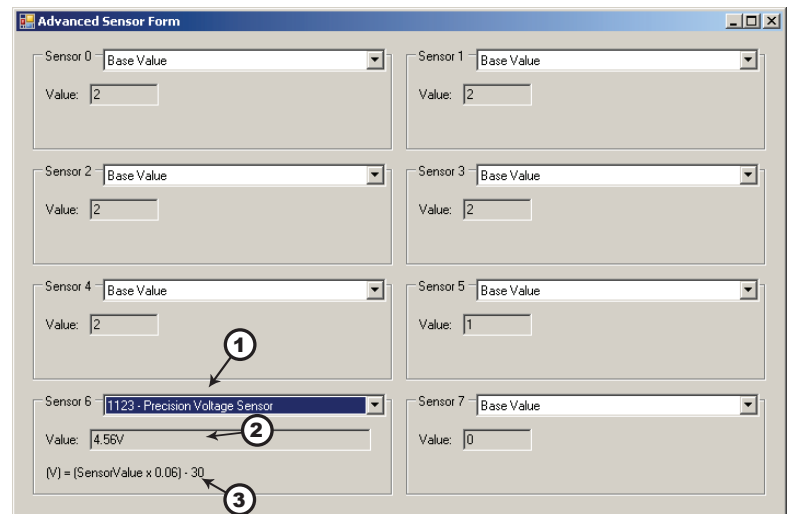 Advanced Sensor Form
Sensor 0 Base Value
Value: 2
Sensor 1 Base Value
Value: 2
Sensor 2 Base Value
Value: 2
Sensor 3 Base Value
Value: 2
Sensor 4 Base Value
Value: 2
Sensor 5 Base Value
Value: 1
1
Sensor 6 1123 - Precision Voltage Sensor
Value: 4.56V
2
(V) = (SensorValue x 0.06) - 30
3
Sensor 7 Base Value
Value: 0